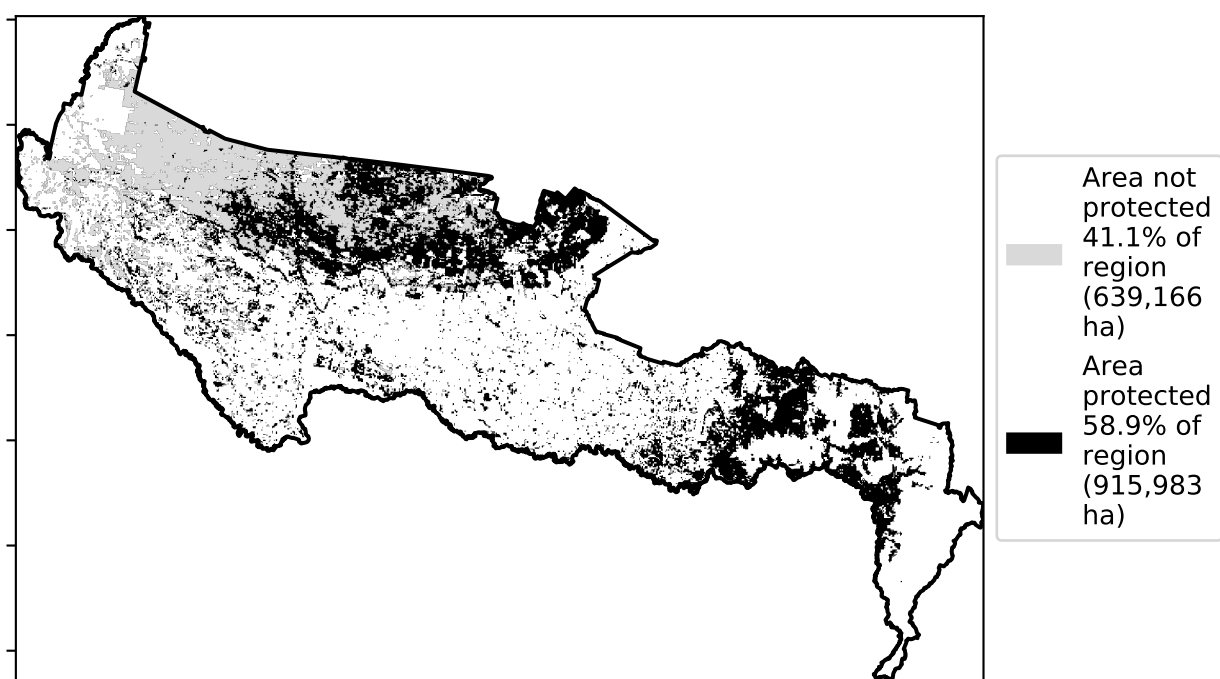 Area not
protected
41.1% of
region
(639,166
ha)
Area
protected
58.9% of
region
(915,983
ha)